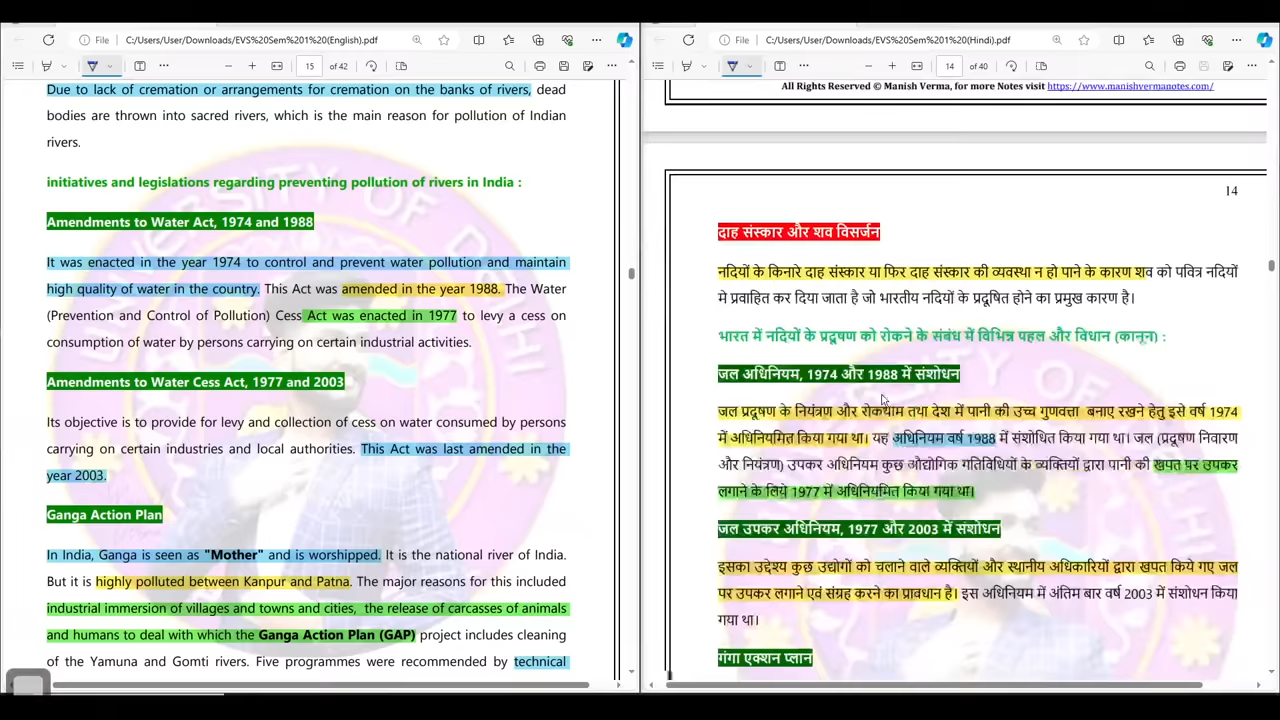 File C:/Users/User/Downloads/EVS%20Sem%201%20(English).pdf
15 of 42
Due to lack of cremation or arrangements for cremation on the banks of rivers, dead
bodies are thrown into sacred rivers, which is the main reason for pollution of Indian
rivers.
initiatives and legislations regarding preventing pollution of rivers in India :
Amendments to Water Act, 1974 and 1988
It was enacted in the year 1974 to control and prevent water pollution and maintain
high quality of water in the country. This Act was amended in the year 1988. The Water
(Prevention and Control of Pollution) Cess Act was enacted in 1977 to levy a cess on
consumption of water by persons carrying on certain industrial activities.
Amendments to Water Cess Act, 1977 and 2003
Its objective is to provide for levy and collection of cess on water consumed by persons
carrying on certain industries and local authorities. This Act was last amended in the
year 2003.
Ganga Action Plan
In India, Ganga is seen as "Mother" and is worshipped. It is the national river of India.
But it is highly polluted between Kanpur and Patna. The major reasons for this included
industrial immersion of villages and towns and cities, the release of carcasses of animals
and humans to deal with which the Ganga Action Plan (GAP) project includes cleaning
of the Yamuna and Gomti rivers. Five programmes were recommended by technical
File C:/Users/User/Downloads/EVS%20Sem%201%20(Hindi).pdf
14 of 40
All Rights Reserved © Manish Verma, for more Notes visit https://www.manishvermanotes.com/
14
दाह संस्कार और शव विसर्जन
नदियों के किनारे दाह संस्कार या फिर दाह संस्कार की व्यवस्था न हो पाने के कारण शव को पवित्र नदियों
मे प्रवाहित कर दिया जाता है जो भारतीय नदियों के प्रदूषित होने का प्रमुख कारण है।
भारत में नदियों के प्रदूषण को रोकने के संबंध में विभिन्न पहल और विधान (कानून) :
जल अधिनियम, 1974 और 1988 में संशोधन
जल प्रदूषण के नियंत्रण और रोकथाम तथा देश में पानी की उच्च गुणवत्ता बनाए रखने हेतु इसे वर्ष 1974
में अधिनियमित किया गया था। यह अधिनियम वर्ष 1988 में संशोधित किया गया था। जल (प्रदूषण निवारण
और नियंत्रण) उपकर अधिनियम कुछ औद्योगिक गतिविधियों के व्यक्तियों द्वारा पानी की खपत पर उपकर
लगाने के लिये 1977 में अधिनियमित किया गया था।
जल उपकर अधिनियम, 1977 और 2003 में संशोधन
इसका उद्देश्य कुछ उद्योगों को चलाने वाले व्यक्तियों और स्थानीय अधिकारियों द्वारा खपत किये गए जल
पर उपकर लगाने एवं संग्रह करने का प्रावधान है। इस अधिनियम में अंतिम बार वर्ष 2003 में संशोधन किया
गया था।
गंगा एक्शन प्लान